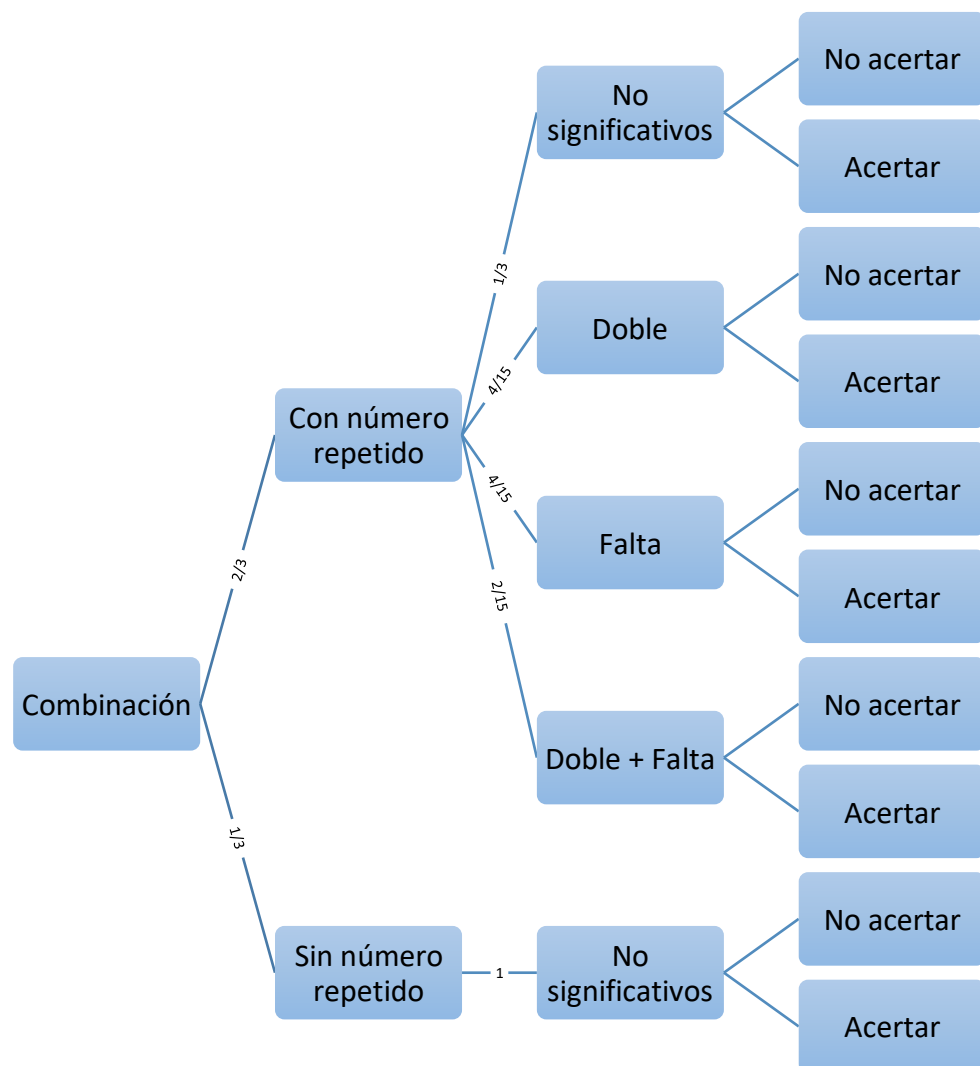 No acertar
No
significativos
Acertar
1/3
No acertar
Doble
Acertar
4/15
Con número
repetido
No acertar
4/15
Falta
Acertar
2/3
2/15
No acertar
Combinación
Doble + Falta
Acertar
1/3
No acertar
Sin número
repetido
1
No
significativos
Acertar